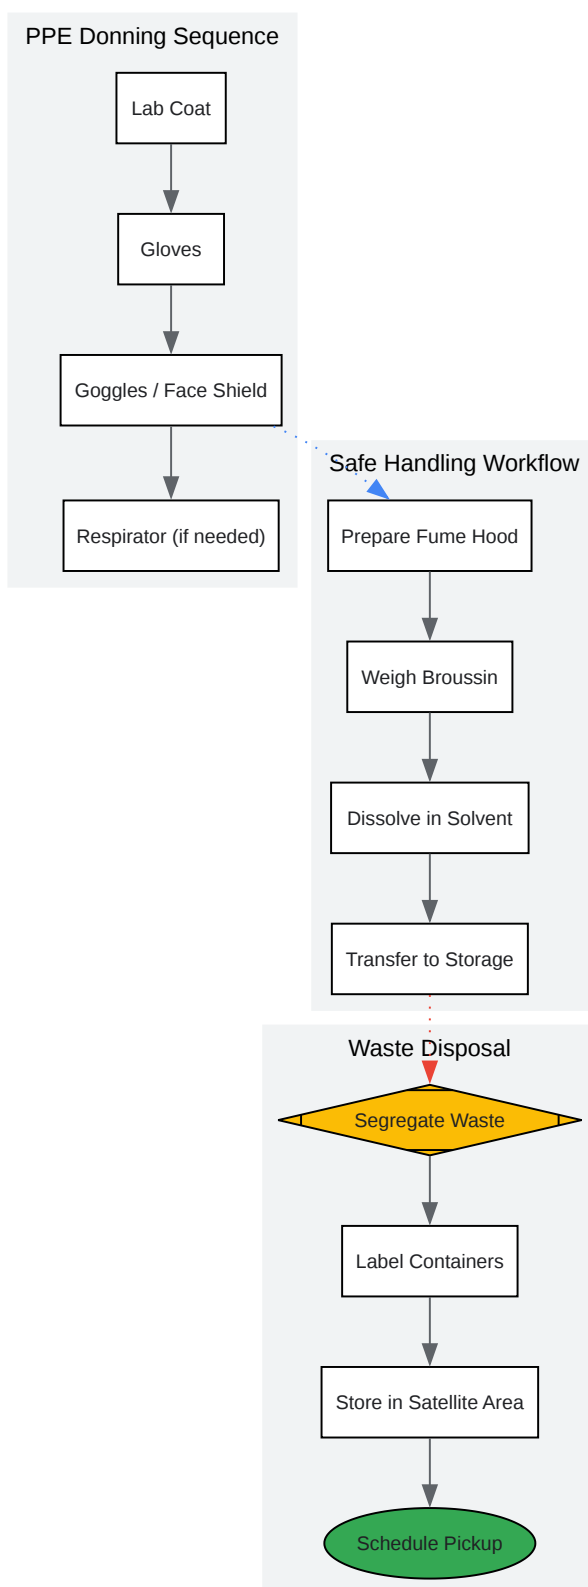 PPE Donning Sequence
Lab Coat
Gloves
Goggles / Face Shield
Respirator (if needed)
Safe Handling Workflow
Prepare Fume Hood
Weigh Broussin
Dissolve in Solvent
Transfer to Storage
Waste Disposal
Segregate Waste
Label Containers
Store in Satellite Area
Schedule Pickup